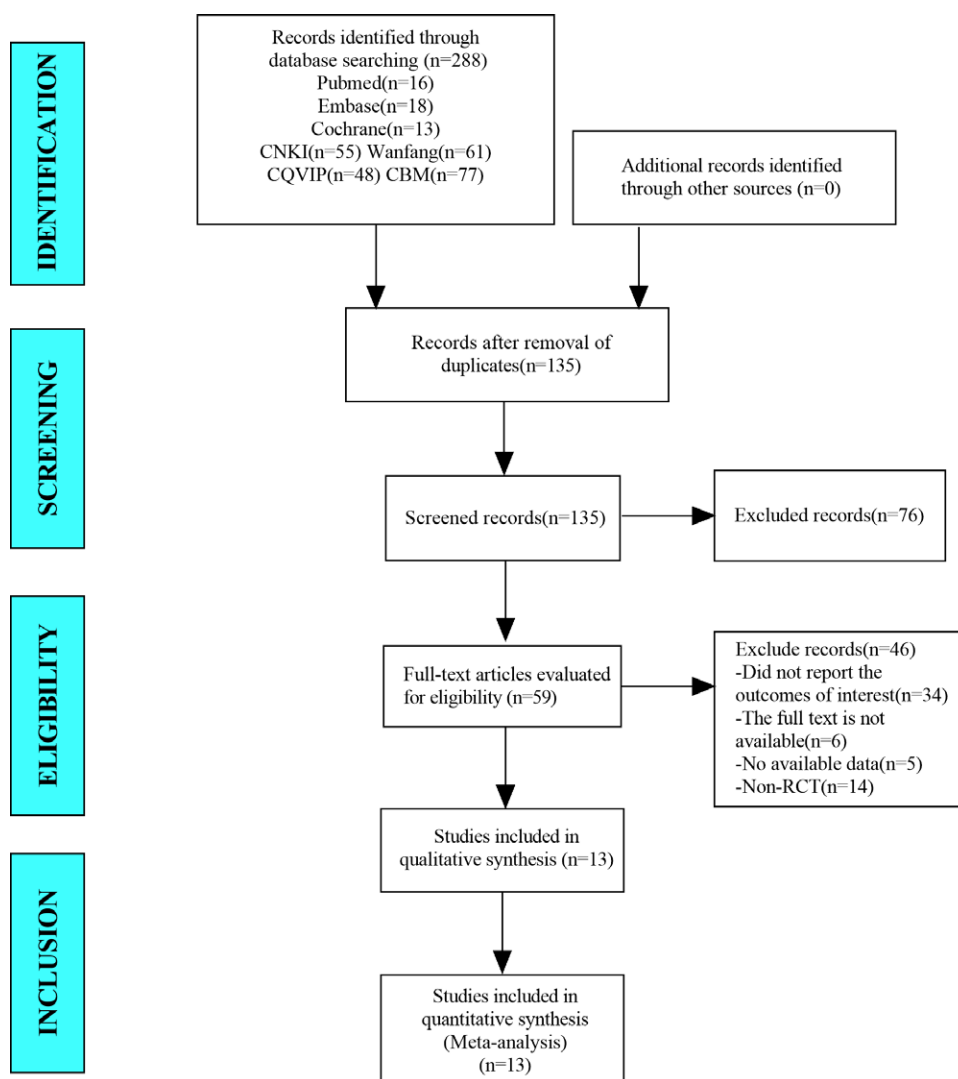 IDENTIFICATION
Records identified through
database searching (n=288)
Pubmed(n=16)
Embase(n=18)
Cochrane(n=13)
CNKI(n=55) Wanfang(n=61)
CQVIP(n=48) CBM(n=77)
Additional records identified
through other sources (n=0)
SCREENING
Records after removal of
duplicates(n=135)
Screened records(n=135)
Excluded records(n=76)
ELIGIBILITY
Full-text articles evaluated
for eligibility (n=59)
Exclude records(n=46)
-Did not report the
outcomes of interest(n=34)
-The full text is not
available(n=6)
-No available data(n=5)
-Non-RCT(n=14)
Studies included in
qualitative synthesis (n=13)
INCLUSION
Studies included in
quantitative synthesis
(Meta-analysis)
(n=13)